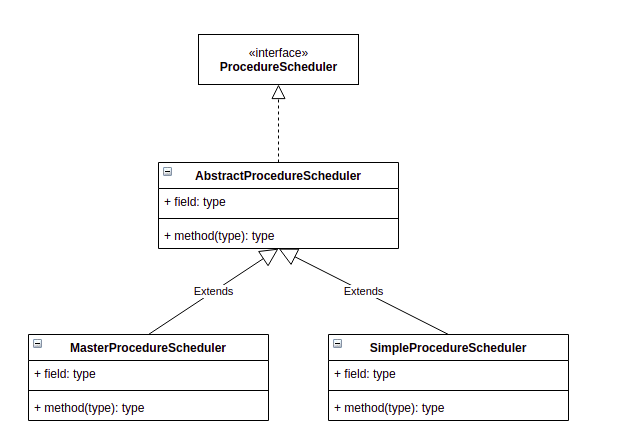 «interface»
ProcedureScheduler
AbstractProcedureScheduler
+ field: type
+ method(type): type
Extends
Extends
MasterProcedureScheduler
+ field: type
+ method(type): type
SimpleProcedureScheduler
+ field: type
+ method(type): type